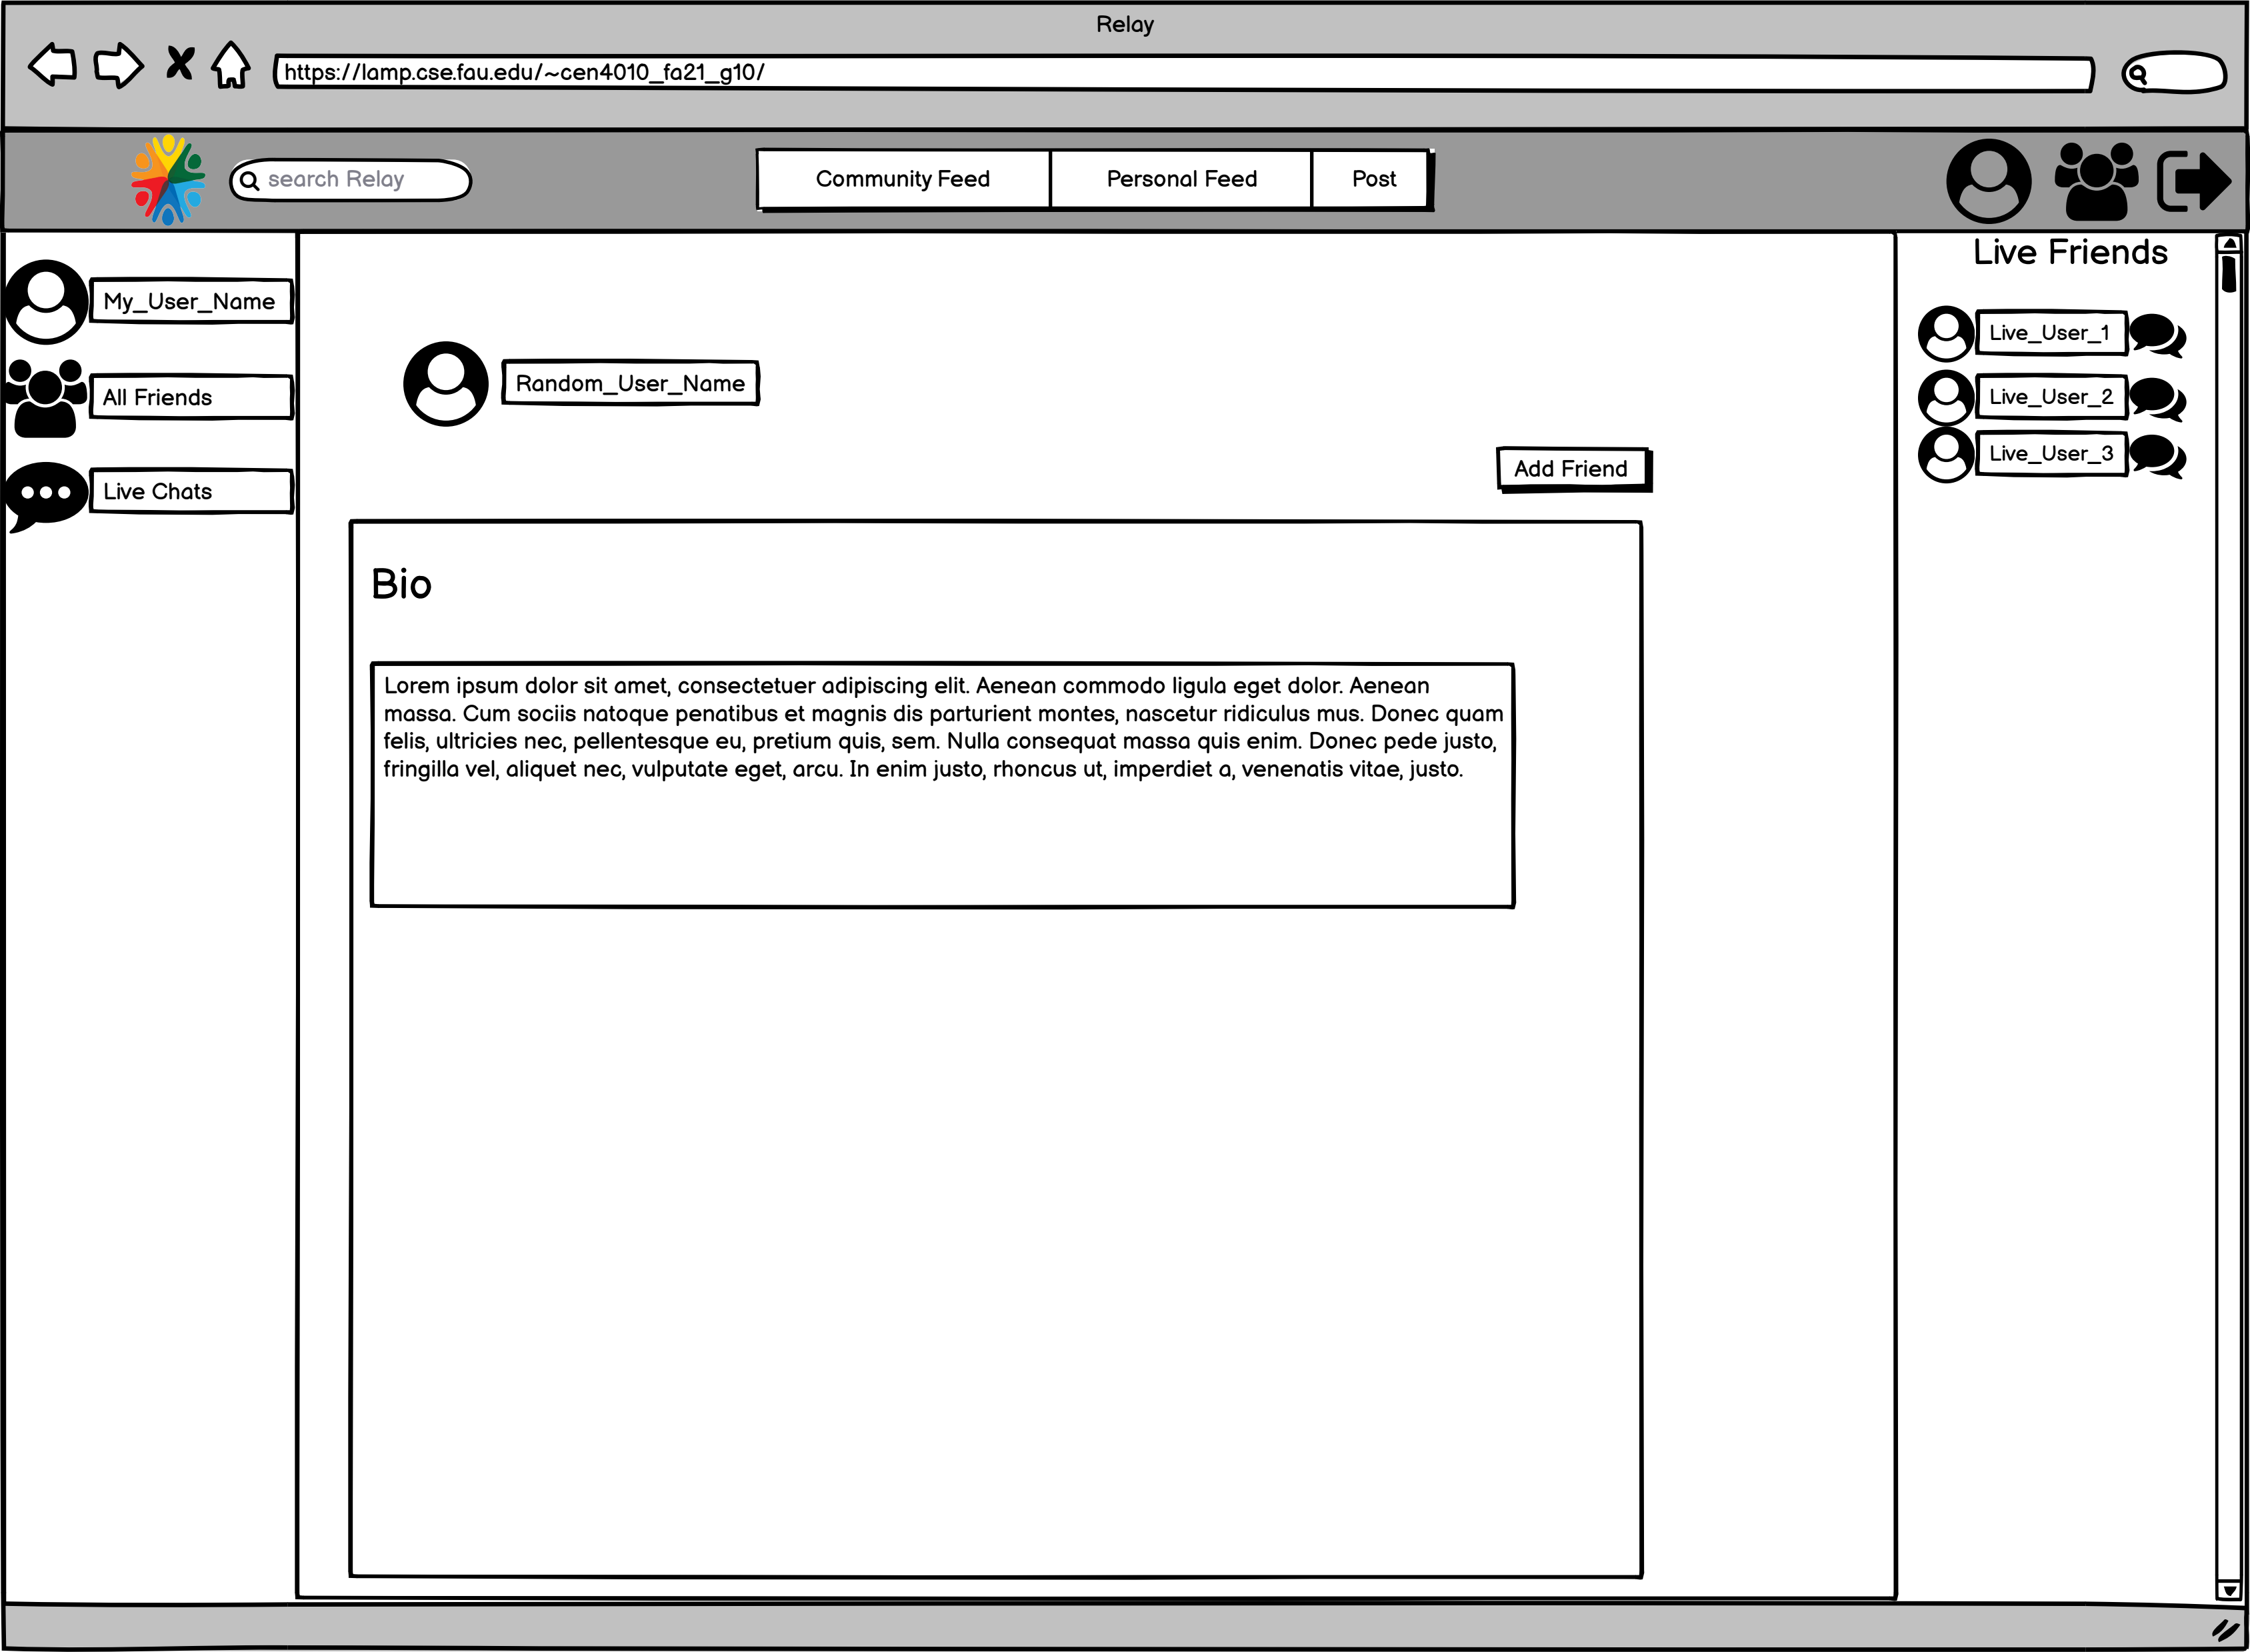 Relay
https://lamp.cse.fau.edu/~cen4010_fa21_g10/
search Relay
Community Feed
Personal Feed
Post
My_User_Name
All Friends
Live Chats
Random_User_Name
Add Friend
Bio
Lorem ipsum dolor sit amet, consectetuer adipiscing elit. Aenean commodo ligula eget dolor. Aenean
massa. Cum sociis natoque penatibus et magnis dis parturient montes, nascetur ridiculus mus. Donec quam
felis, ultricies nec, pellentesque eu, pretium quis, sem. Nulla consequat massa quis enim. Donec pede justo,
fringilla vel, aliquet nec, vulputate eget, arcu. In enim justo, rhoncus ut, imperdiet a, venenatis vitae, justo.
Live Friends
Live_User_1
Live_User_2
Live_User_3